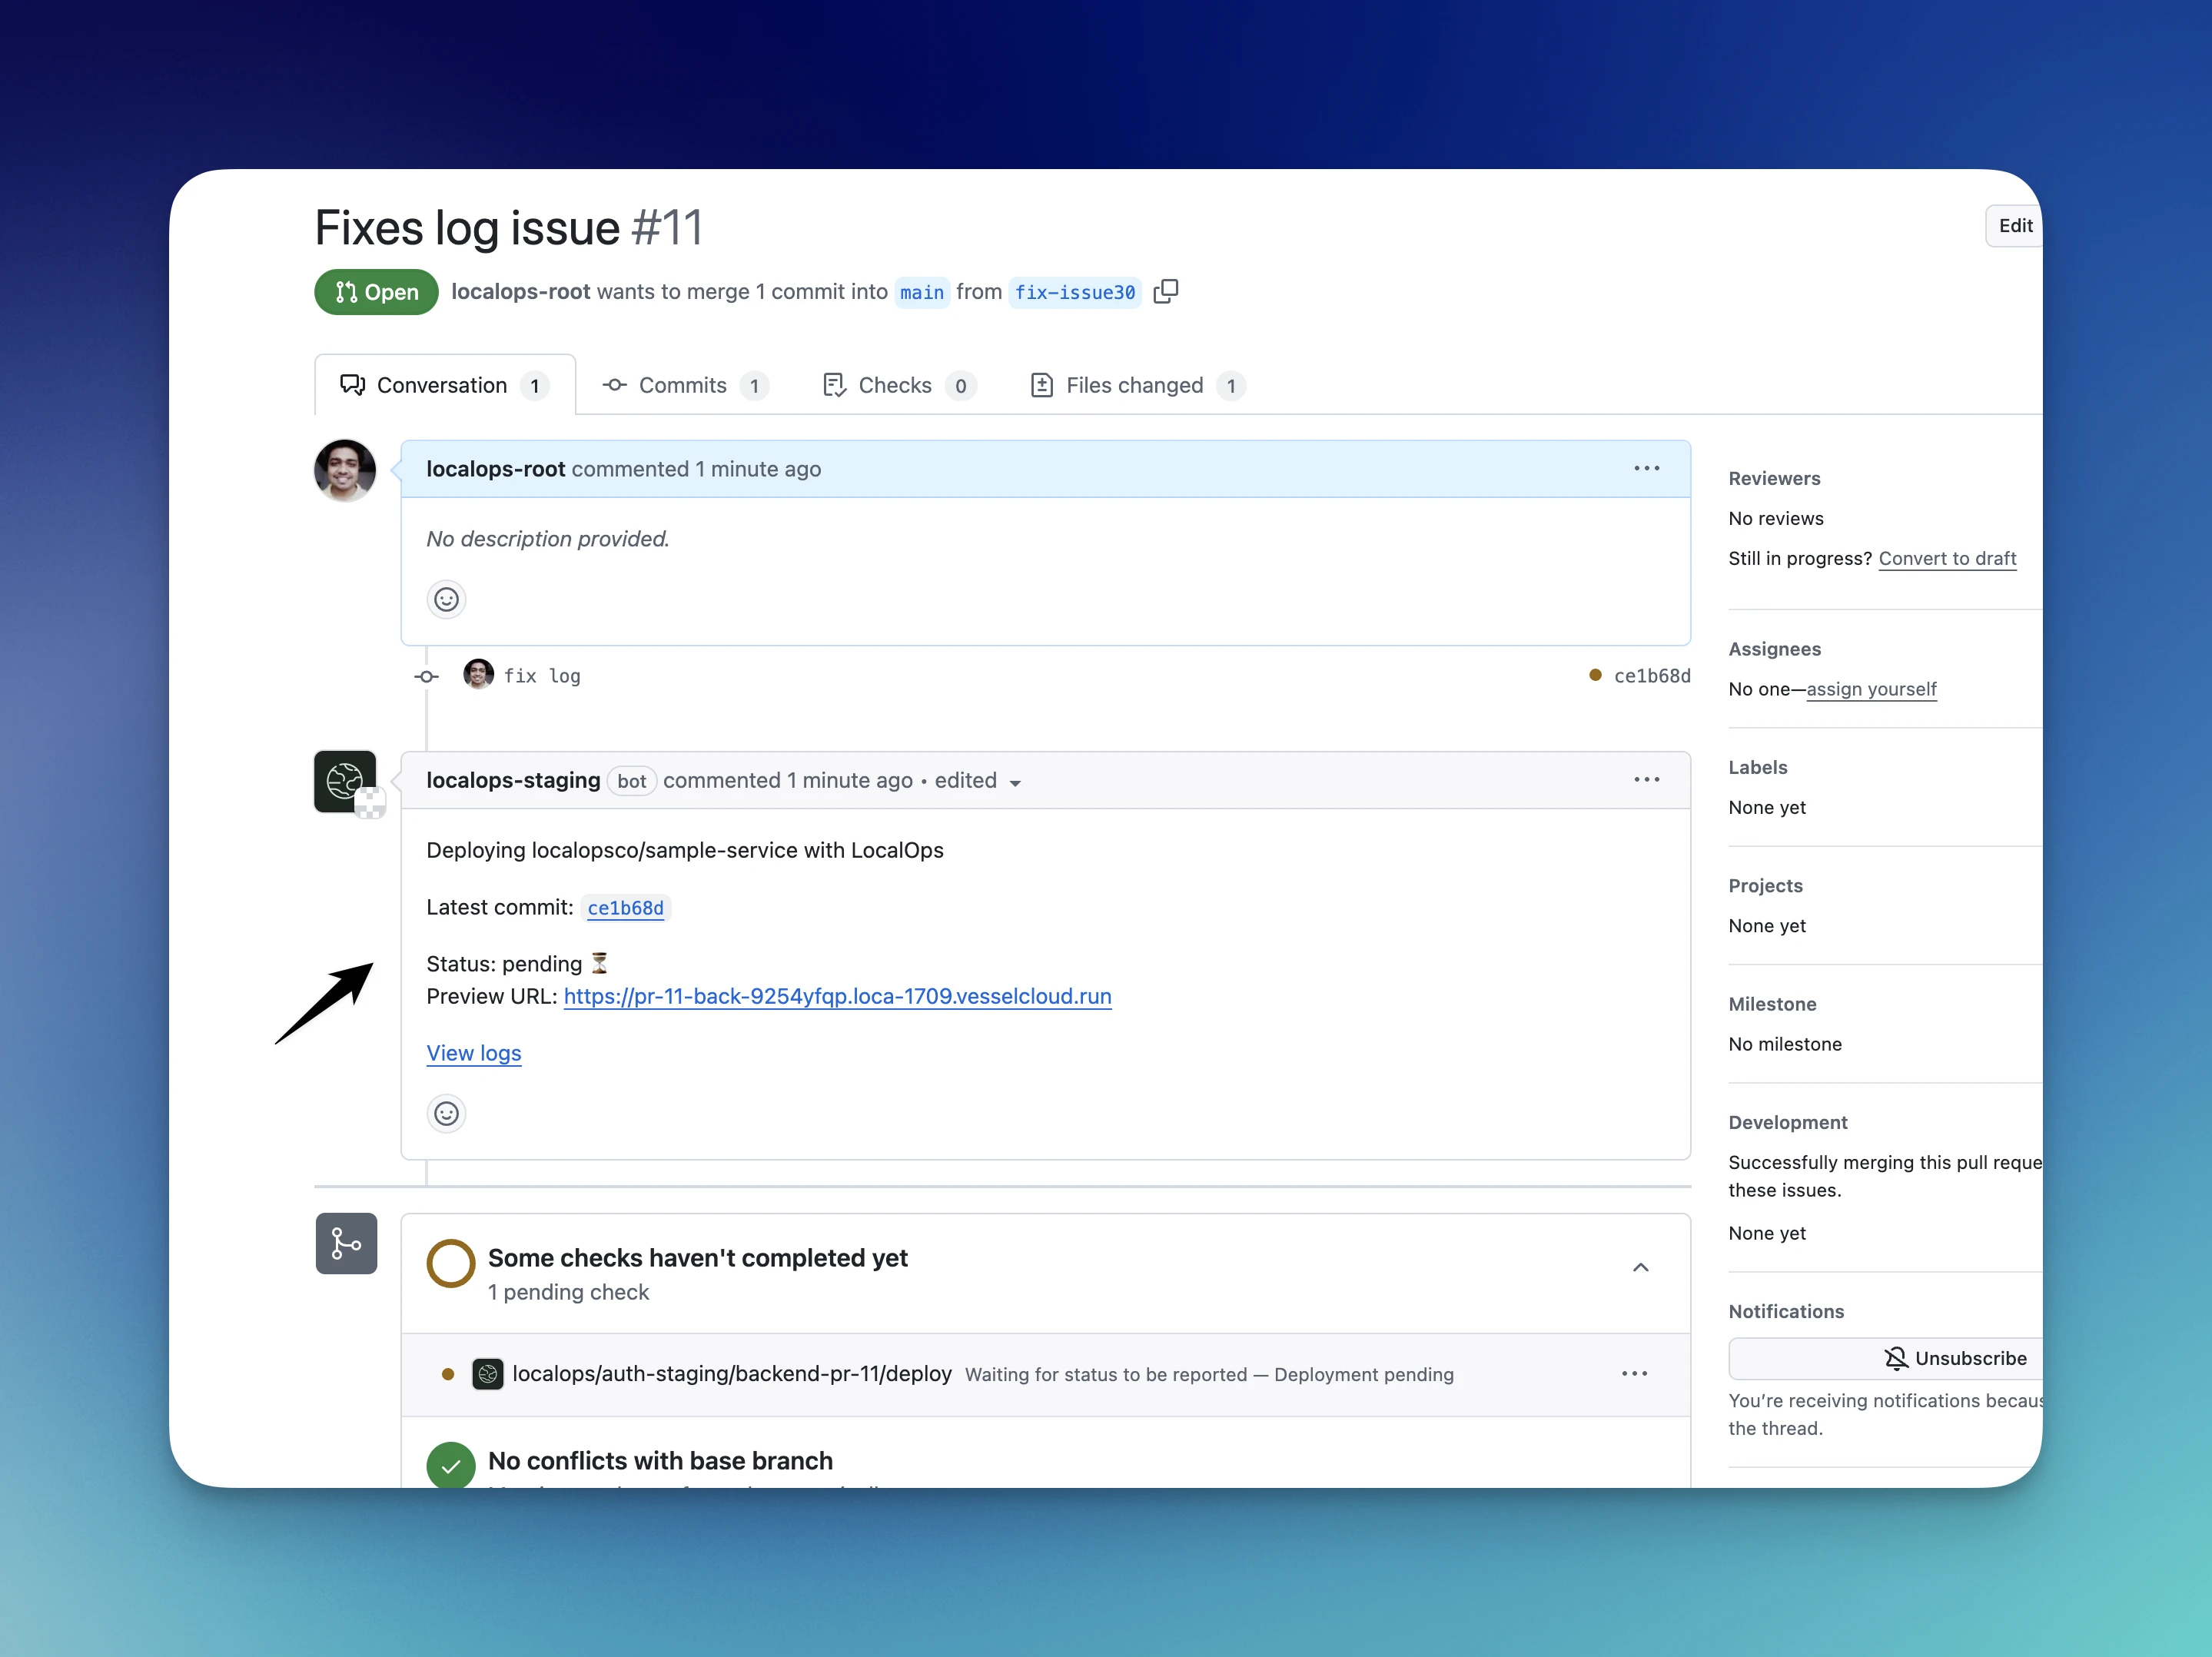 Fixes log issue #11
Edit
Open
localops-root wants to merge 1 commit into main from fix-issue30
Conversation 1
Commits 1
Checks 0
Files changed 1
localops-root commented 1 minute ago
No description provided.
fix log
ce1b68d
localops-staging bot commented 1 minute ago • edited
Deploying localopsco/sample-service with LocalOps
Latest commit: ce1b68d
Status: pending ⏳
Preview URL: https://pr-11-back-9254yfqp.loca-1709.vesselcloud.run
View logs
Some checks haven't completed yet
1 pending check
localops/auth-staging/backend-pr-11/deploy Waiting for status to be reported — Deployment pending
No conflicts with base branch
Reviewers
No reviews
Still in progress? Convert to draft
Assignees
No one—assign yourself
Labels
None yet
Projects
None yet
Milestone
No milestone
Development
Successfully merging this pull reque
these issues.
None yet
Notifications
Unsubscribe
You're receiving notifications becaus
the thread.